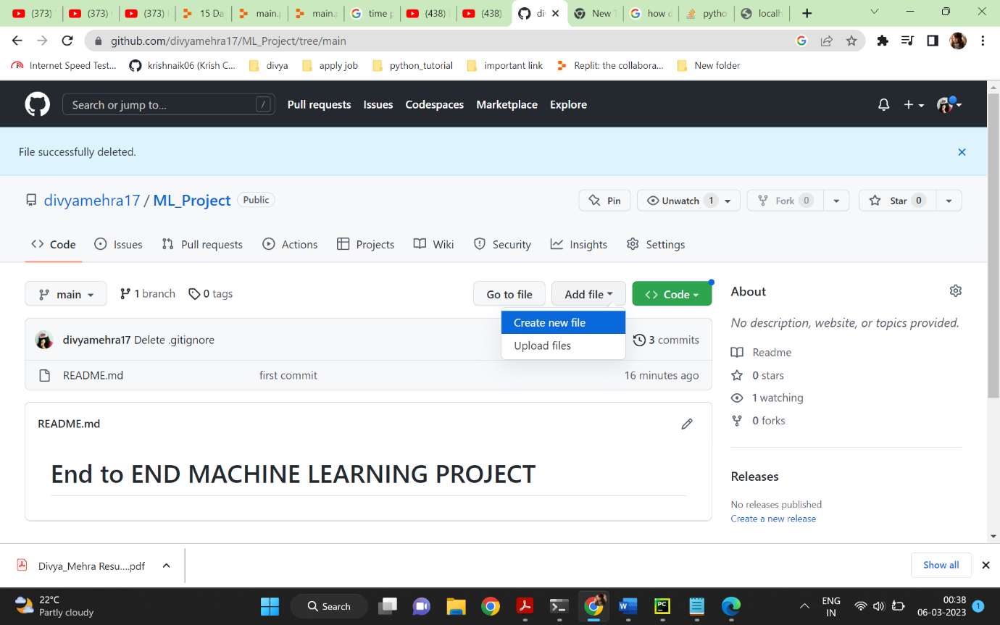 (373) (373) (373) 15 Da main.p main.p time p (438) (438) di New T how d pytho localh
github.com/divyamehra17/ML_Project/tree/main
Internet Speed Test... krishnaik06 (Krish C... divya apply job python_tutorial important link Replit: the collabora... New folder
Search or jump to... / Pull requests Issues Codespaces Marketplace Explore
File successfully deleted.
divyamehra17 / ML_Project Public Pin Unwatch 1 Fork 0 Star 0
Code Issues Pull requests Actions Projects Wiki Security Insights Settings
main 1 branch 0 tags Go to file Add file Code
Create new file
Upload files
divyamehra17 Delete .gitignore 3 commits
README.md first commit 16 minutes ago
README.md
End to END MACHINE LEARNING PROJECT
About
No description, website, or topics provided.
Readme
0 stars
1 watching
0 forks
Releases
No releases published
Create a new release
Divya_Mehra Resu....pdf Show all
22°C
Partly cloudy
Search
ENG
IN
00:38
06-03-2023
1